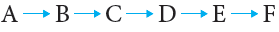 A → B → C → D → E → F